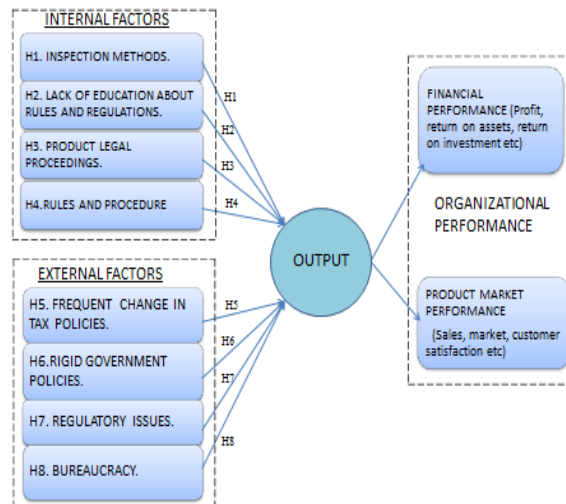 INTERNAL FACTORS
H1. INSPECTION METHODS.
H2. LACK OF EDUCATION ABOUT
RULES AND REGULATIONS.
H3. PRODUCT LEGAL
PROCEEDINGS.
H4.RULES AND PROCEDURE
H1
H2
H3
H4
EXTERNAL FACTORS
H5. FREQUENT CHANGE IN
TAX POLICIES.
H6.RIGID GOVERNMENT
POLICIES.
H7. REGULATORY ISSUES.
H8. BUREAUCRACY.
H5
H6
H7
H8
OUTPUT
FINANCIAL
PERFORMANCE (Profit,
return on assets, return
on investment etc)
ORGANIZATIONAL
PERFORMANCE
PRODUCT MARKET
PERFORMANCE
(Sales, market, customer
satisfaction etc)